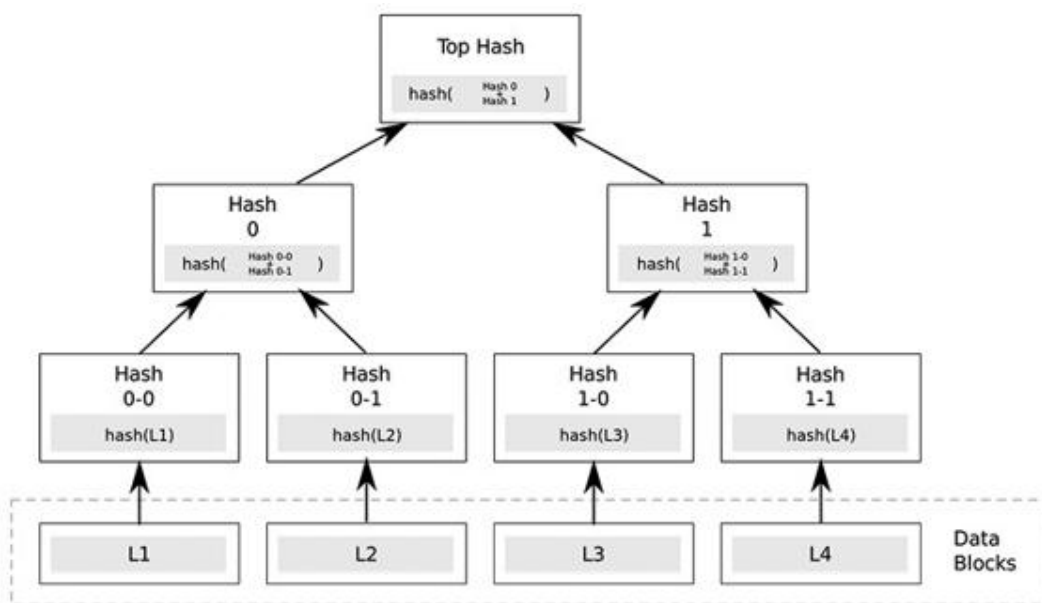 Top Hash
hash( Hash 0 + Hash 1 )
Hash
0
hash( Hash 0-0 + Hash 0-1 )
Hash
1
hash( Hash 1-0 + Hash 1-1 )
Hash
0-0
hash(L1)
Hash
0-1
hash(L2)
Hash
1-0
hash(L3)
Hash
1-1
hash(L4)
L1
L2
L3
L4
Data
Blocks